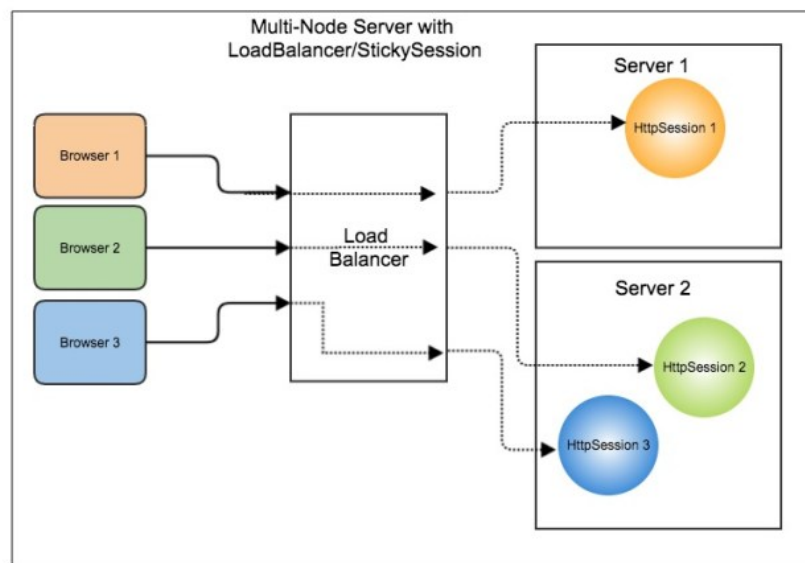 Multi-Node Server with
LoadBalancer/StickySession
Server 1
HttpSession 1
Browser 1
Browser 2
Load
Balancer
Browser 3
Server 2
HttpSession 2
HttpSession 3